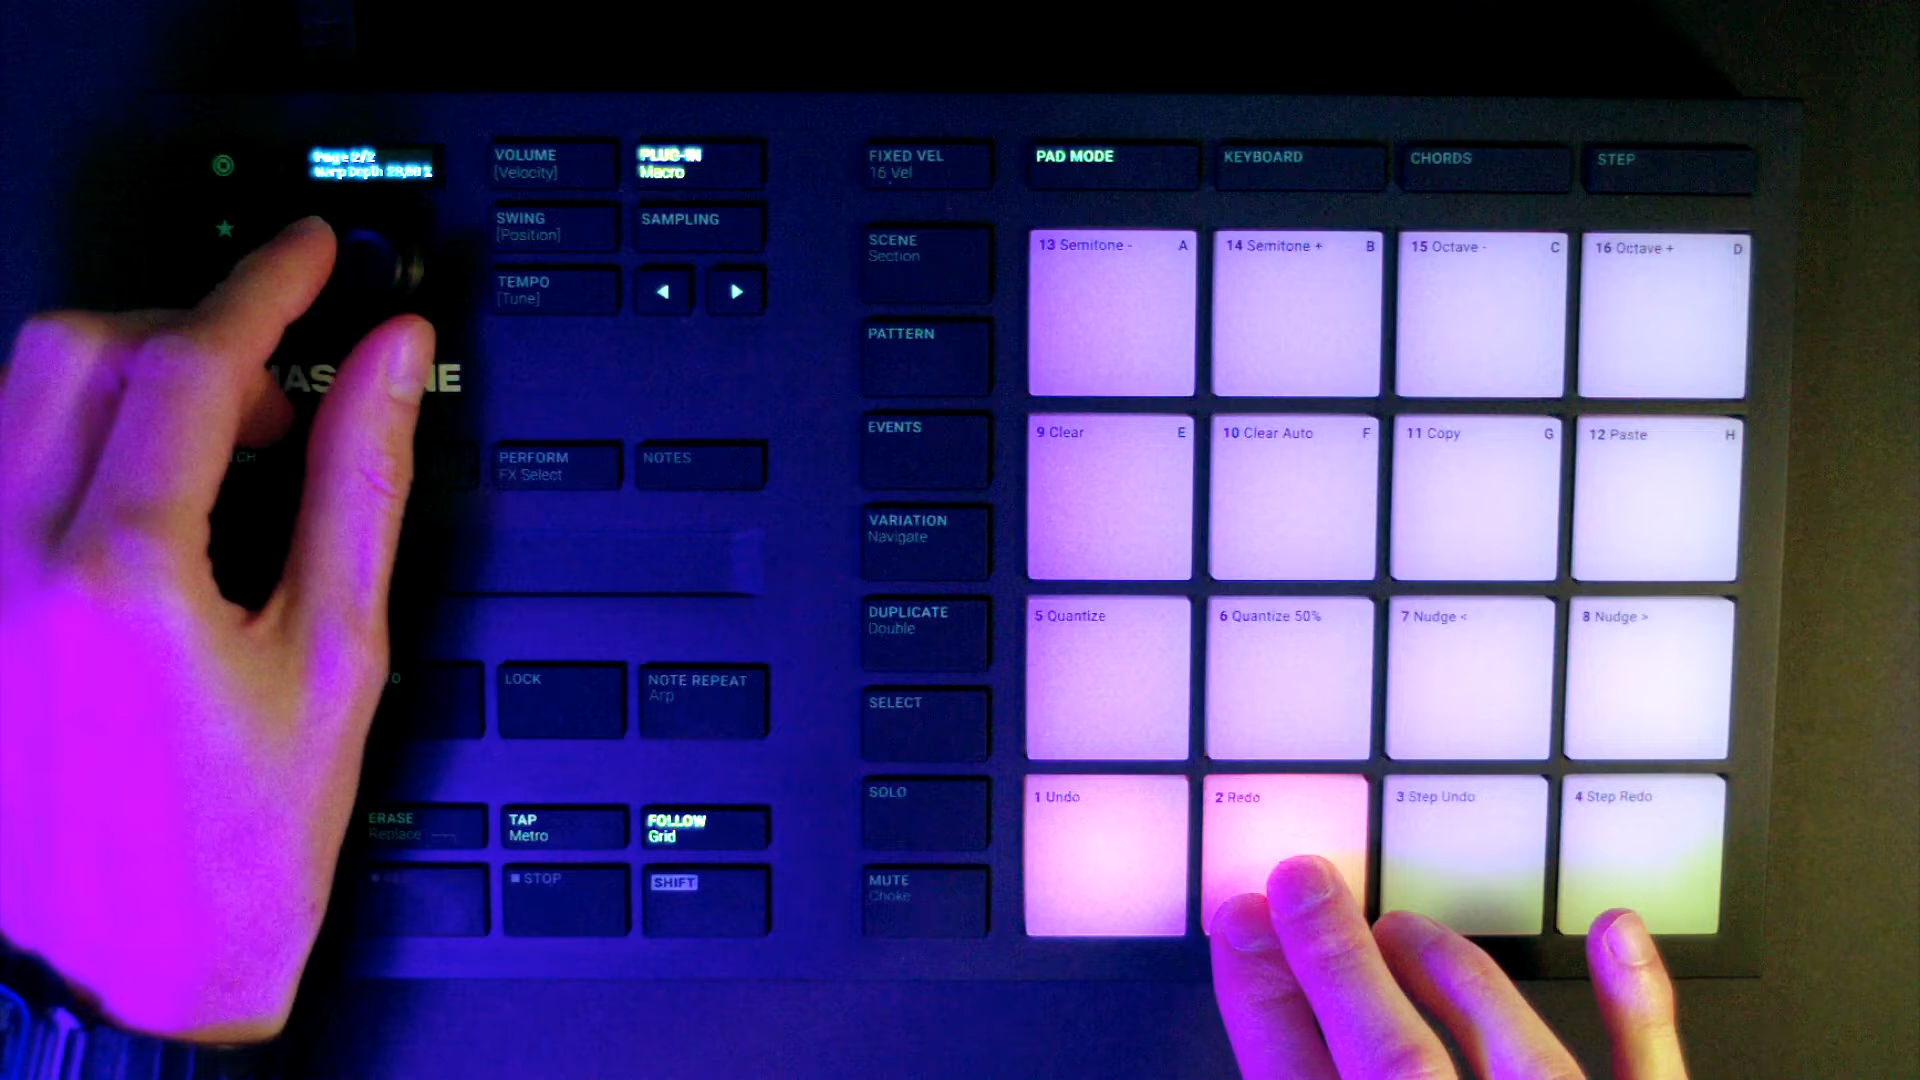 Page 2/2
Warp Depth 28,50 %
VOLUME
[Velocity]
PLUG-IN
Macro
SWING
[Position]
SAMPLING
TEMPO
[Tune]
PERFORM
FX Select
NOTES
LOCK
NOTE REPEAT
Arp
ERASE
Replace
TAP
Metro
FOLLOW
Grid
STOP
SHIFT
FIXED VEL
16 Vel
SCENE
Section
PATTERN
EVENTS
VARIATION
Navigate
DUPLICATE
Double
SELECT
SOLO
MUTE
Choke
PAD MODE
KEYBOARD
CHORDS
STEP
13 Semitone - A
14 Semitone + B
15 Octave - C
16 Octave + D
9 Clear E
10 Clear Auto F
11 Copy G
12 Paste H
5 Quantize
6 Quantize 50%
7 Nudge <
8 Nudge >
1 Undo
2 Redo
3 Step Undo
4 Step Redo